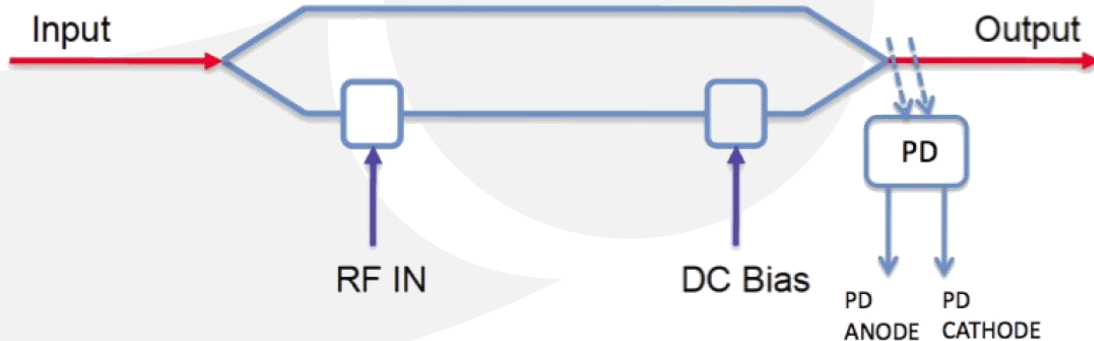 Input
Output
PD
RF IN
DC Bias
PD
ANODE
PD
CATHODE